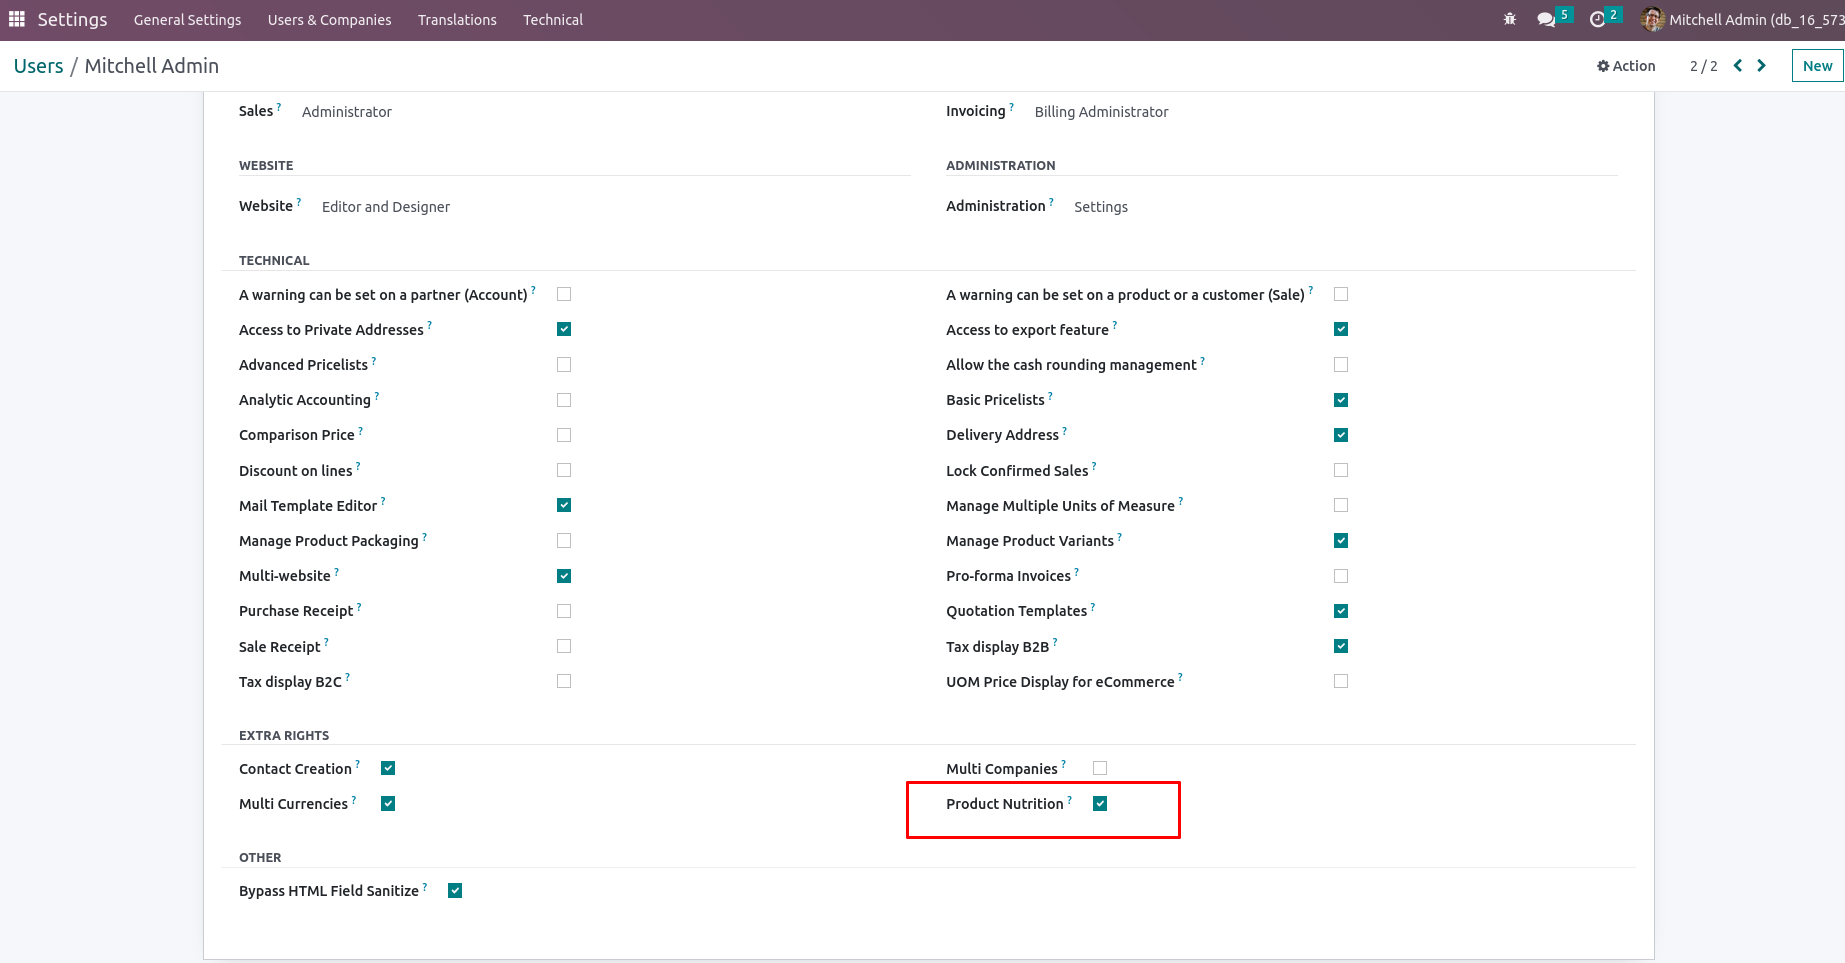 Settings General Settings Users & Companies Translations Technical 5 2 Mitchell Admin (db_16_573
Users / Mitchell Admin Action 2 / 2 New
Sales ? Administrator Invoicing ? Billing Administrator
WEBSITE ADMINISTRATION
Website ? Editor and Designer Administration ? Settings
TECHNICAL
A warning can be set on a partner (Account) ? A warning can be set on a product or a customer (Sale) ?
Access to Private Addresses ? Access to export feature ?
Advanced Pricelists ? Allow the cash rounding management ?
Analytic Accounting ? Basic Pricelists ?
Comparison Price ? Delivery Address ?
Discount on lines ? Lock Confirmed Sales ?
Mail Template Editor ? Manage Multiple Units of Measure ?
Manage Product Packaging ? Manage Product Variants ?
Multi-website ? Pro-forma Invoices ?
Purchase Receipt ? Quotation Templates ?
Sale Receipt ? Tax display B2B ?
Tax display B2C ? UOM Price Display for eCommerce ?
EXTRA RIGHTS
Contact Creation ? Multi Companies ?
Multi Currencies ? Product Nutrition ?
OTHER
Bypass HTML Field Sanitize ?